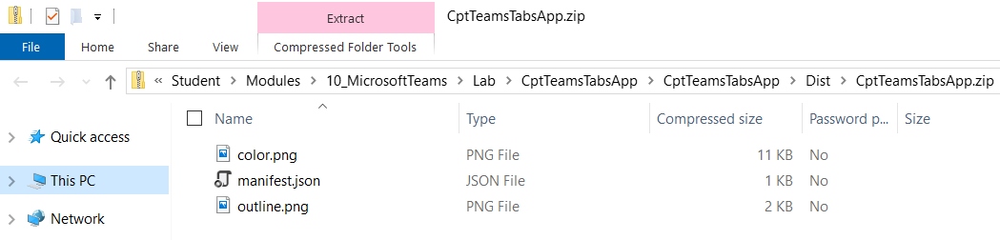 Extract CptTeamsTabsApp.zip
File Home Share View Compressed Folder Tools
« Student > Modules > 10_MicrosoftTeams > Lab > CptTeamsTabsApp > CptTeamsTabsApp > Dist > CptTeamsTabsApp.zip
Name Type Compressed size Password p... Size
Quick access
color.png PNG File 11 KB No
This PC
manifest.json JSON File 1 KB No
outline.png PNG File 2 KB No
Network